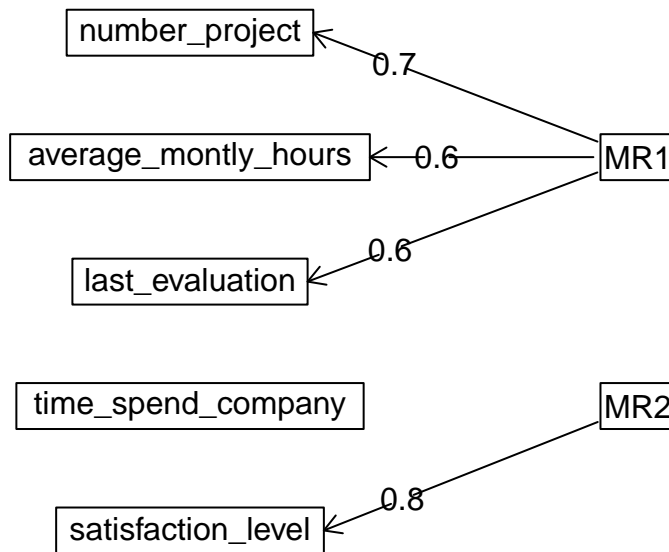 number_project
0.7
average_montly_hours
0.6
MR1
0.6
last_evaluation
time_spend_company
MR2
0.8
satisfaction_level